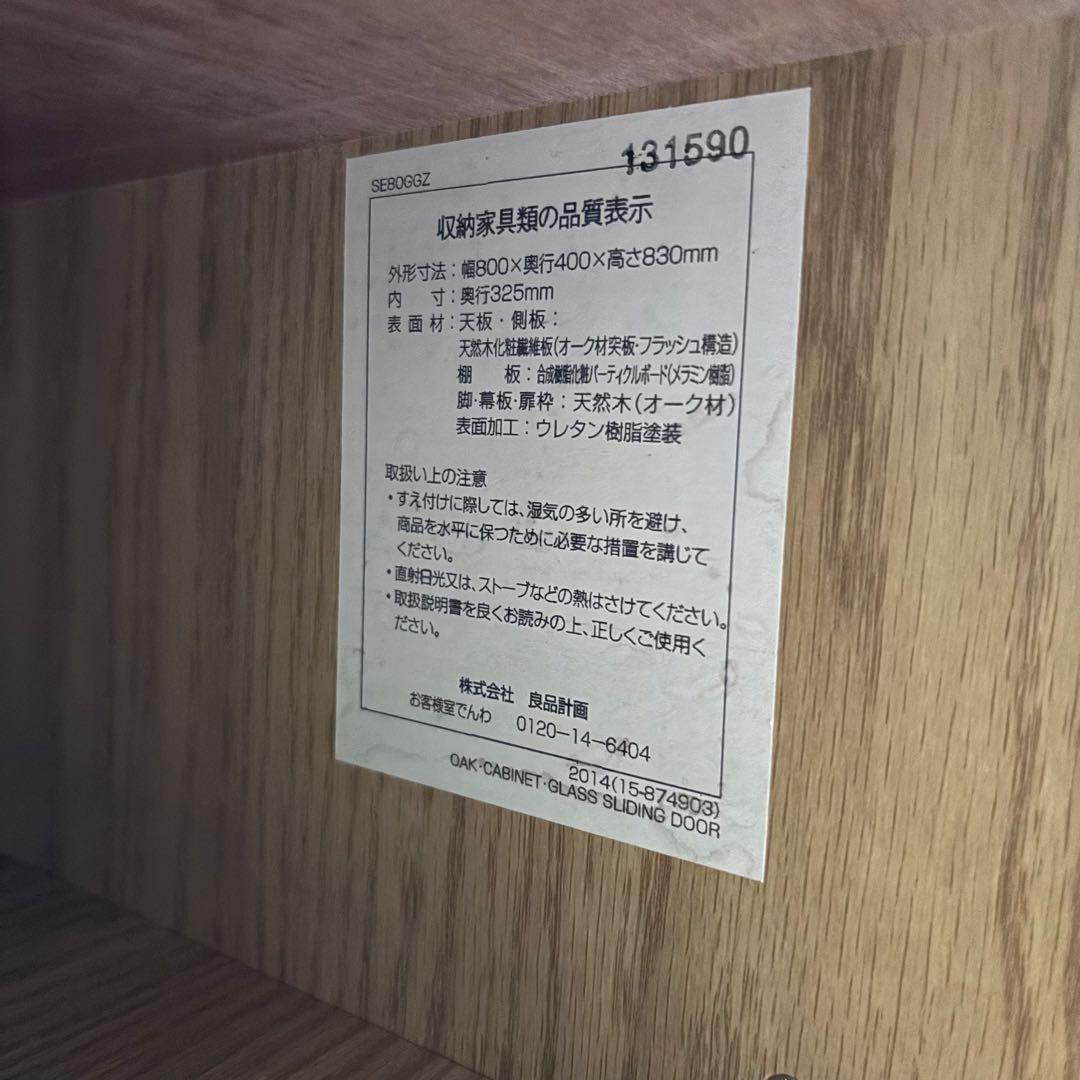 131590
SE80GGZ
収納家具類の品質表示
外形寸法：幅800×奥行400×高さ830mm
内　　寸：奥行325mm
表 面 材：天板・側板：
天然木化粧繊維板(オーク材突板・フラッシュ構造)
棚　　板：合成樹脂化粧パーティクルボード(メラミン樹脂)
脚・幕板・扉枠：天然木(オーク材)
表面加工：ウレタン樹脂塗装
取扱い上の注意
・すえ付けに際しては、湿気の多い所を避け、
商品を水平に保つために必要な措置を講じて
ください。
・直射日光又は、ストーブなどの熱はさけてください。
・取扱説明書を良くお読みの上、正しくご使用く
ださい。
株式会社　良品計画
お客様室でんわ　0120-14-6404
2014(15-874903)
OAK・CABINET・GLASS SLIDING DOOR